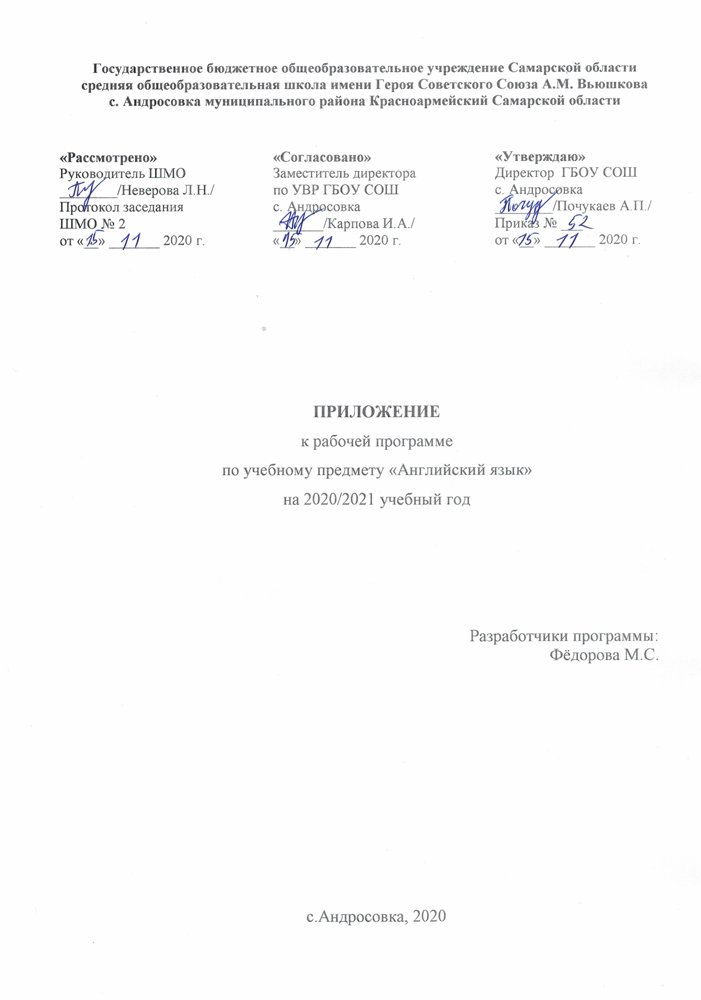 Государственное бюджетное общеобразовательное учреждение Самарской области
средняя общеобразовательная школа имени Героя Советского Союза А.М. Вьюшкова
с. Андросовка муниципального района Красноармейский Самарской области
«Рассмотрено»
Руководитель ШМО
________/Неверова Л.Н./
Протокол заседания
ШМО № 2
от «15» 11 2020 г.
«Согласовано»
Заместитель директора
по УВР ГБОУ СОШ
с. Андросовка
_______/Карпова И.А./
«15» 11 2020 г.
«Утверждаю»
Директор ГБОУ СОШ
с. Андросовка
________/Почукаев А.П./
Приказ № 52
от «15» 11 2020 г.
ПРИЛОЖЕНИЕ
к рабочей программе
по учебному предмету «Английский язык»
на 2020/2021 учебный год
Разработчики программы:
Фёдорова М.С.
с.Андросовка, 2020